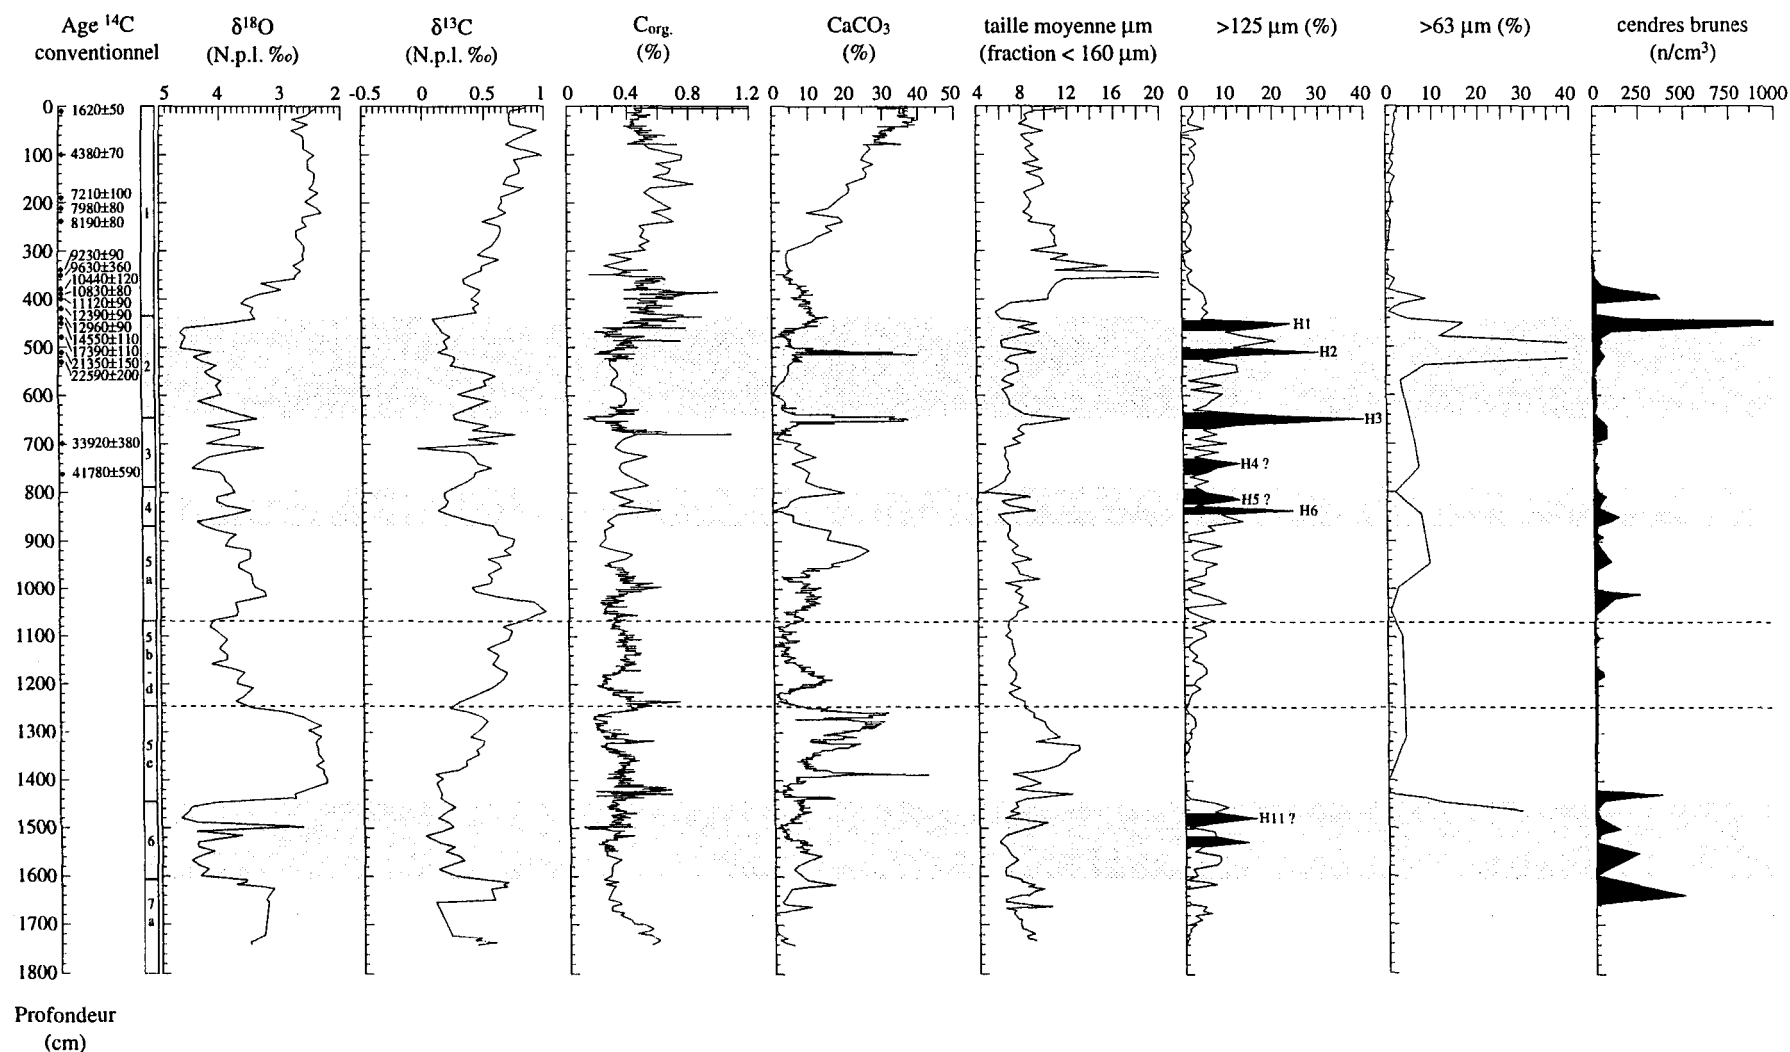 Age ¹⁴C
conventionnel
δ¹⁸O
(N.p.l. ‰)
δ¹³C
(N.p.l. ‰)
Corg.
(%)
CaCO₃
(%)
taille moyenne μm
(fraction < 160 μm)
>125 μm (%)
>63 μm (%)
cendres brunes
(n/cm³)
5 4 3 2
-0.5 0 0.5 1
0 0.4 0.8 1.2
0 10 20 30 40 50
4 8 12 16 20
0 10 20 30 40
0 10 20 30 40
0 250 500 750 1000
0
100
200
300
400
500
600
700
800
900
1000
1100
1200
1300
1400
1500
1600
1700
1800
1620±50
4380±70
7210±100
7980±80
8190±80
9230±90
9630±360
10440±120
10830±80
11120±90
12390±90
12960±90
14550±110
17390±110
21350±150
22590±200
33920±380
41780±590
1
2
3
4
5
a
5
b
-
d
5
e
6
7
a
H1
H2
H3
H4 ?
H5 ?
H6
H11 ?
Profondeur
(cm)